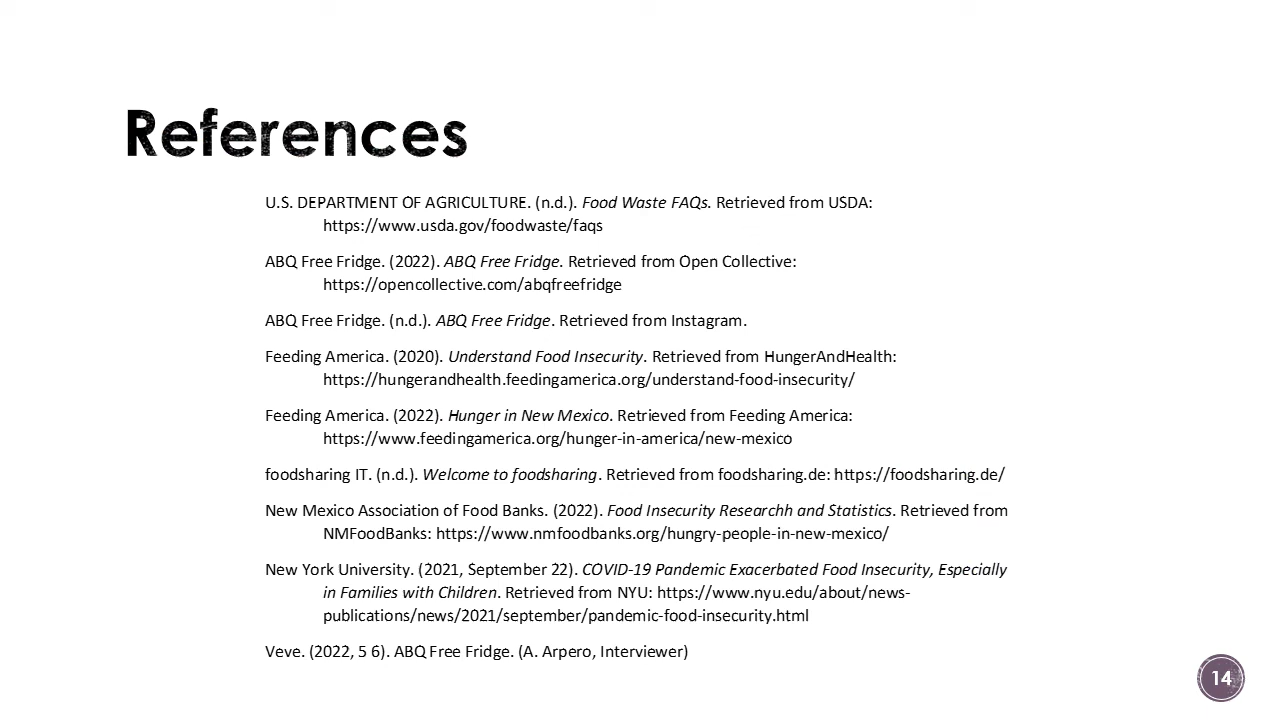 References
U.S. DEPARTMENT OF AGRICULTURE. (n.d.). Food Waste FAQs. Retrieved from USDA:
https://www.usda.gov/foodwaste/faqs
ABQ Free Fridge. (2022). ABQ Free Fridge. Retrieved from Open Collective:
https://opencollective.com/abqfreefridge
ABQ Free Fridge. (n.d.). ABQ Free Fridge. Retrieved from Instagram.
Feeding America. (2020). Understand Food Insecurity. Retrieved from HungerAndHealth:
https://hungerandhealth.feedingamerica.org/understand-food-insecurity/
Feeding America. (2022). Hunger in New Mexico. Retrieved from Feeding America:
https://www.feedingamerica.org/hunger-in-america/new-mexico
foodsharing IT. (n.d.). Welcome to foodsharing. Retrieved from foodsharing.de: https://foodsharing.de/
New Mexico Association of Food Banks. (2022). Food Insecurity Researchh and Statistics. Retrieved from
NMFoodBanks: https://www.nmfoodbanks.org/hungry-people-in-new-mexico/
New York University. (2021, September 22). COVID-19 Pandemic Exacerbated Food Insecurity, Especially
in Families with Children. Retrieved from NYU: https://www.nyu.edu/about/news-
publications/news/2021/september/pandemic-food-insecurity.html
Veve. (2022, 5 6). ABQ Free Fridge. (A. Arpero, Interviewer)
14